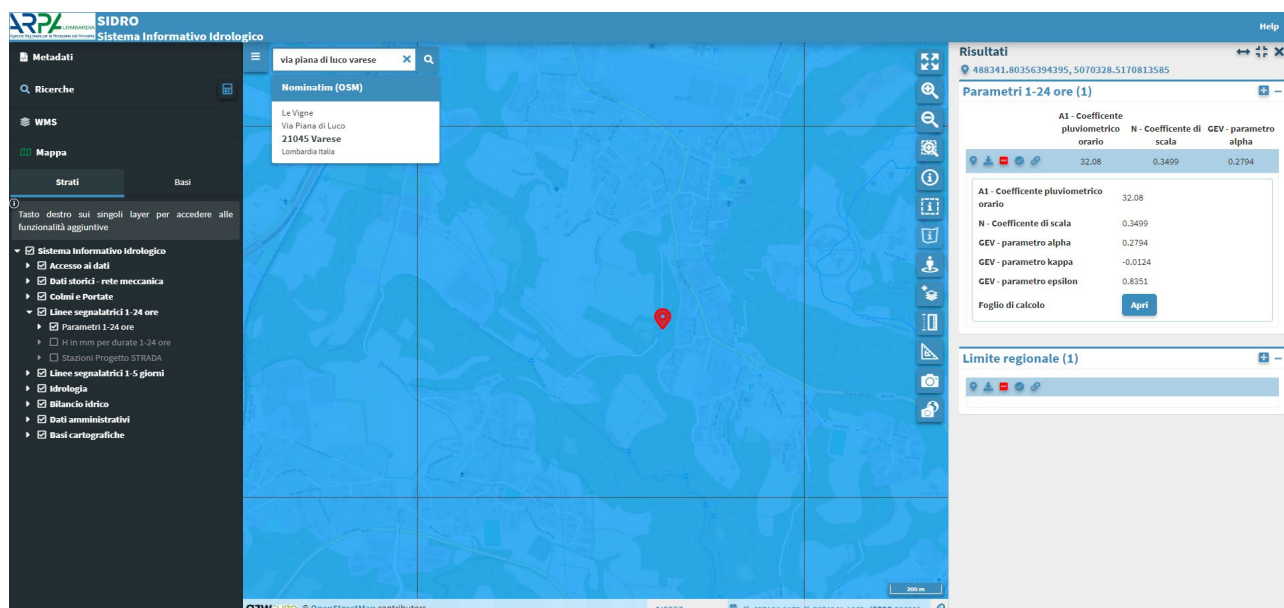 ARPA LOMBARDIA
SIDRO
Sistema Informativo Idrologico
Help
Metadati
Ricerche
WMS
Mappa
Strati
Basi
Tasto destro sui singoli layer per accedere alle
funzionalità aggiuntive
Sistema Informativo Idrologico
Accesso ai dati
Dati storici - rete meccanica
Colmi e Portate
Linee segnalatrici 1-24 ore
Parametri 1-24 ore
H in mm per durate 1-24 ore
Stazioni Progetto STRADA
Linee segnalatrici 1-5 giorni
Idrologia
Bilancio idrico
Dati amministrativi
Basi cartografiche
via piana di luco varese
Nominatim (OSM)
Le Vigne
Via Piana di Luco
21045 Varese
Lombardia Italia
200 m
© OpenStreetMap contributors
Risultati
488341.80356394395, 5070328.5170813585
Parametri 1-24 ore (1)
A1 - Coefficente
pluviometrico
orario
N - Coefficente di
scala
GEV - parametro
alpha
32.08
0.3499
0.2794
A1 - Coefficente pluviometrico
orario
32.08
N - Coefficente di scala
0.3499
GEV - parametro alpha
0.2794
GEV - parametro kappa
-0.0124
GEV - parametro epsilon
0.8351
Foglio di calcolo
Apri
Limite regionale (1)